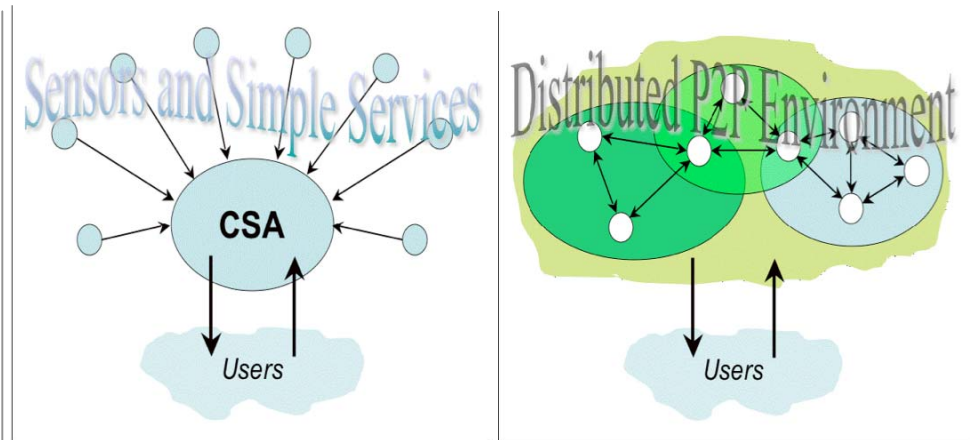 Sensors and Simple Services
CSA
Users
Distributed P2P Environment
Users